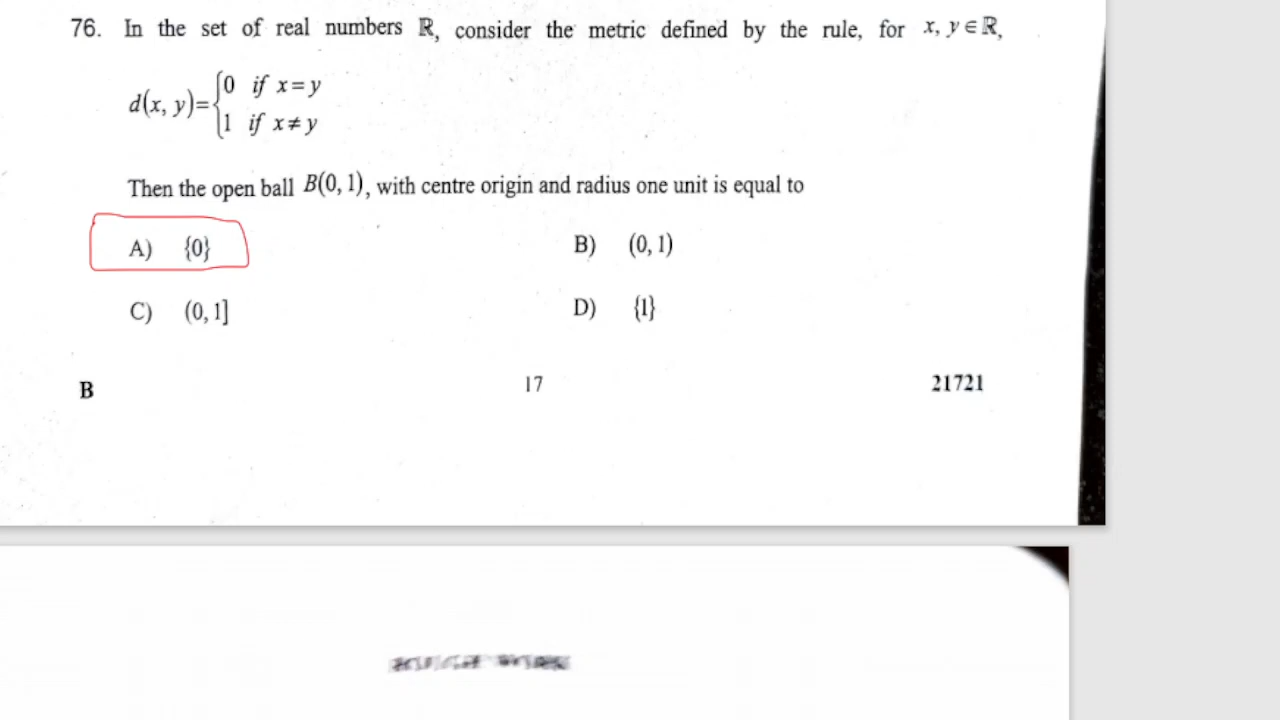 76. In the set of real numbers ℝ, consider the metric defined by the rule, for x, y ∈ ℝ,
d(x, y) = {0 if x = y
1 if x ≠ y
Then the open ball B(0, 1), with centre origin and radius one unit is equal to
A) {0} B) (0, 1)
C) (0, 1] D) {1}
B 17 21721